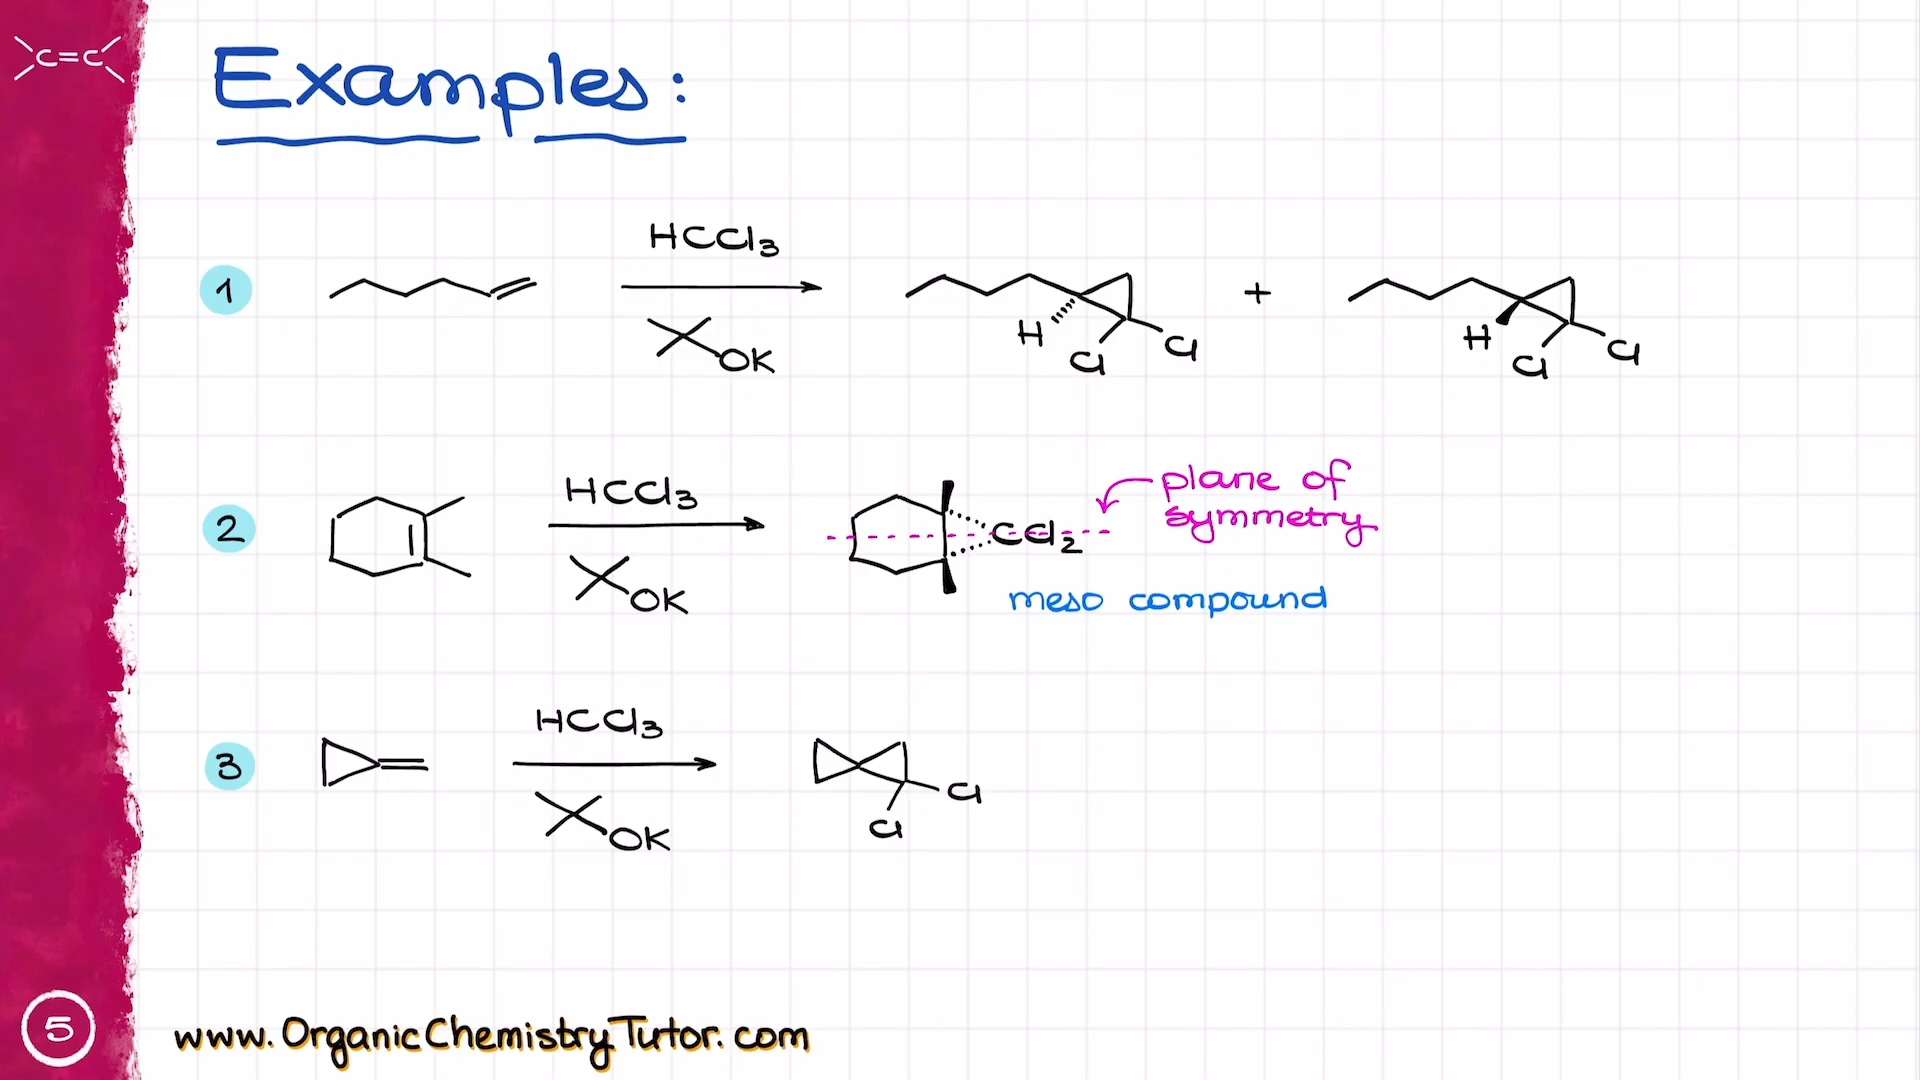 C=C
Examples:
1
HCCl3
OK
H
Cl
Cl
+
H
Cl
Cl
2
HCCl3
OK
CCl2
plane of
symmetry
meso compound
3
HCCl3
OK
Cl
Cl
5
www.OrganicChemistryTutor.com